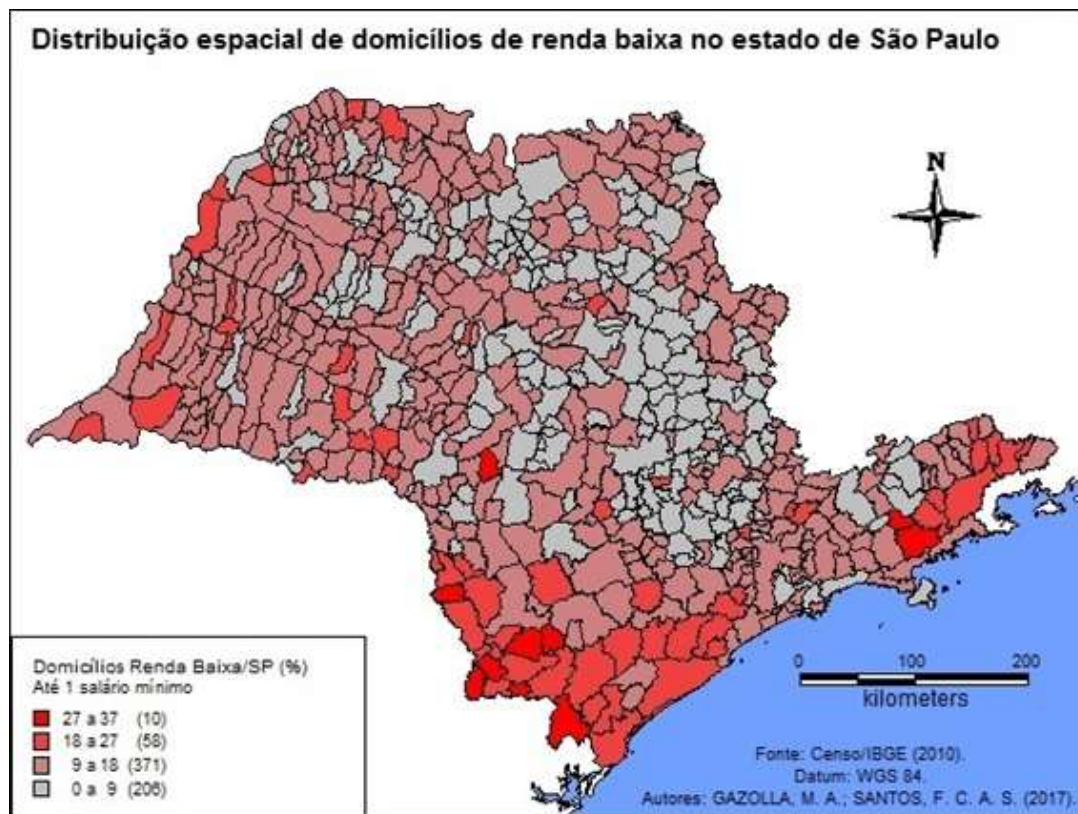 Distribuição espacial de domicílios de renda baixa no estado de São Paulo
N
Domicílios Renda Baixa/SP (%)
Até 1 salário mínimo
27 a 37 (10)
18 a 27 (58)
9 a 18 (371)
0 a 9 (206)
0 100 200
kilometers
Fonte: Censo/IBGE (2010).
Datum: WGS 84.
Autores: GAZOLLA, M. A.; SANTOS, F. C. A. S. (2017).